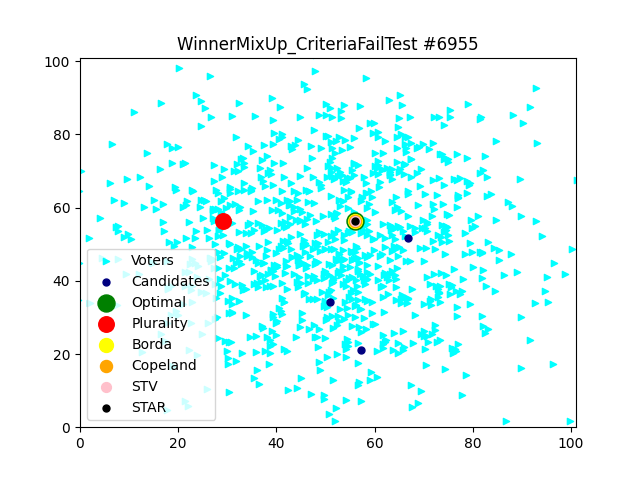 WinnerMixUp_CriteriaFailTest #6955
100
80
60
40
20
0
0 20 40 60 80 100
Voters
Candidates
Optimal
Plurality
Borda
Copeland
STV
STAR